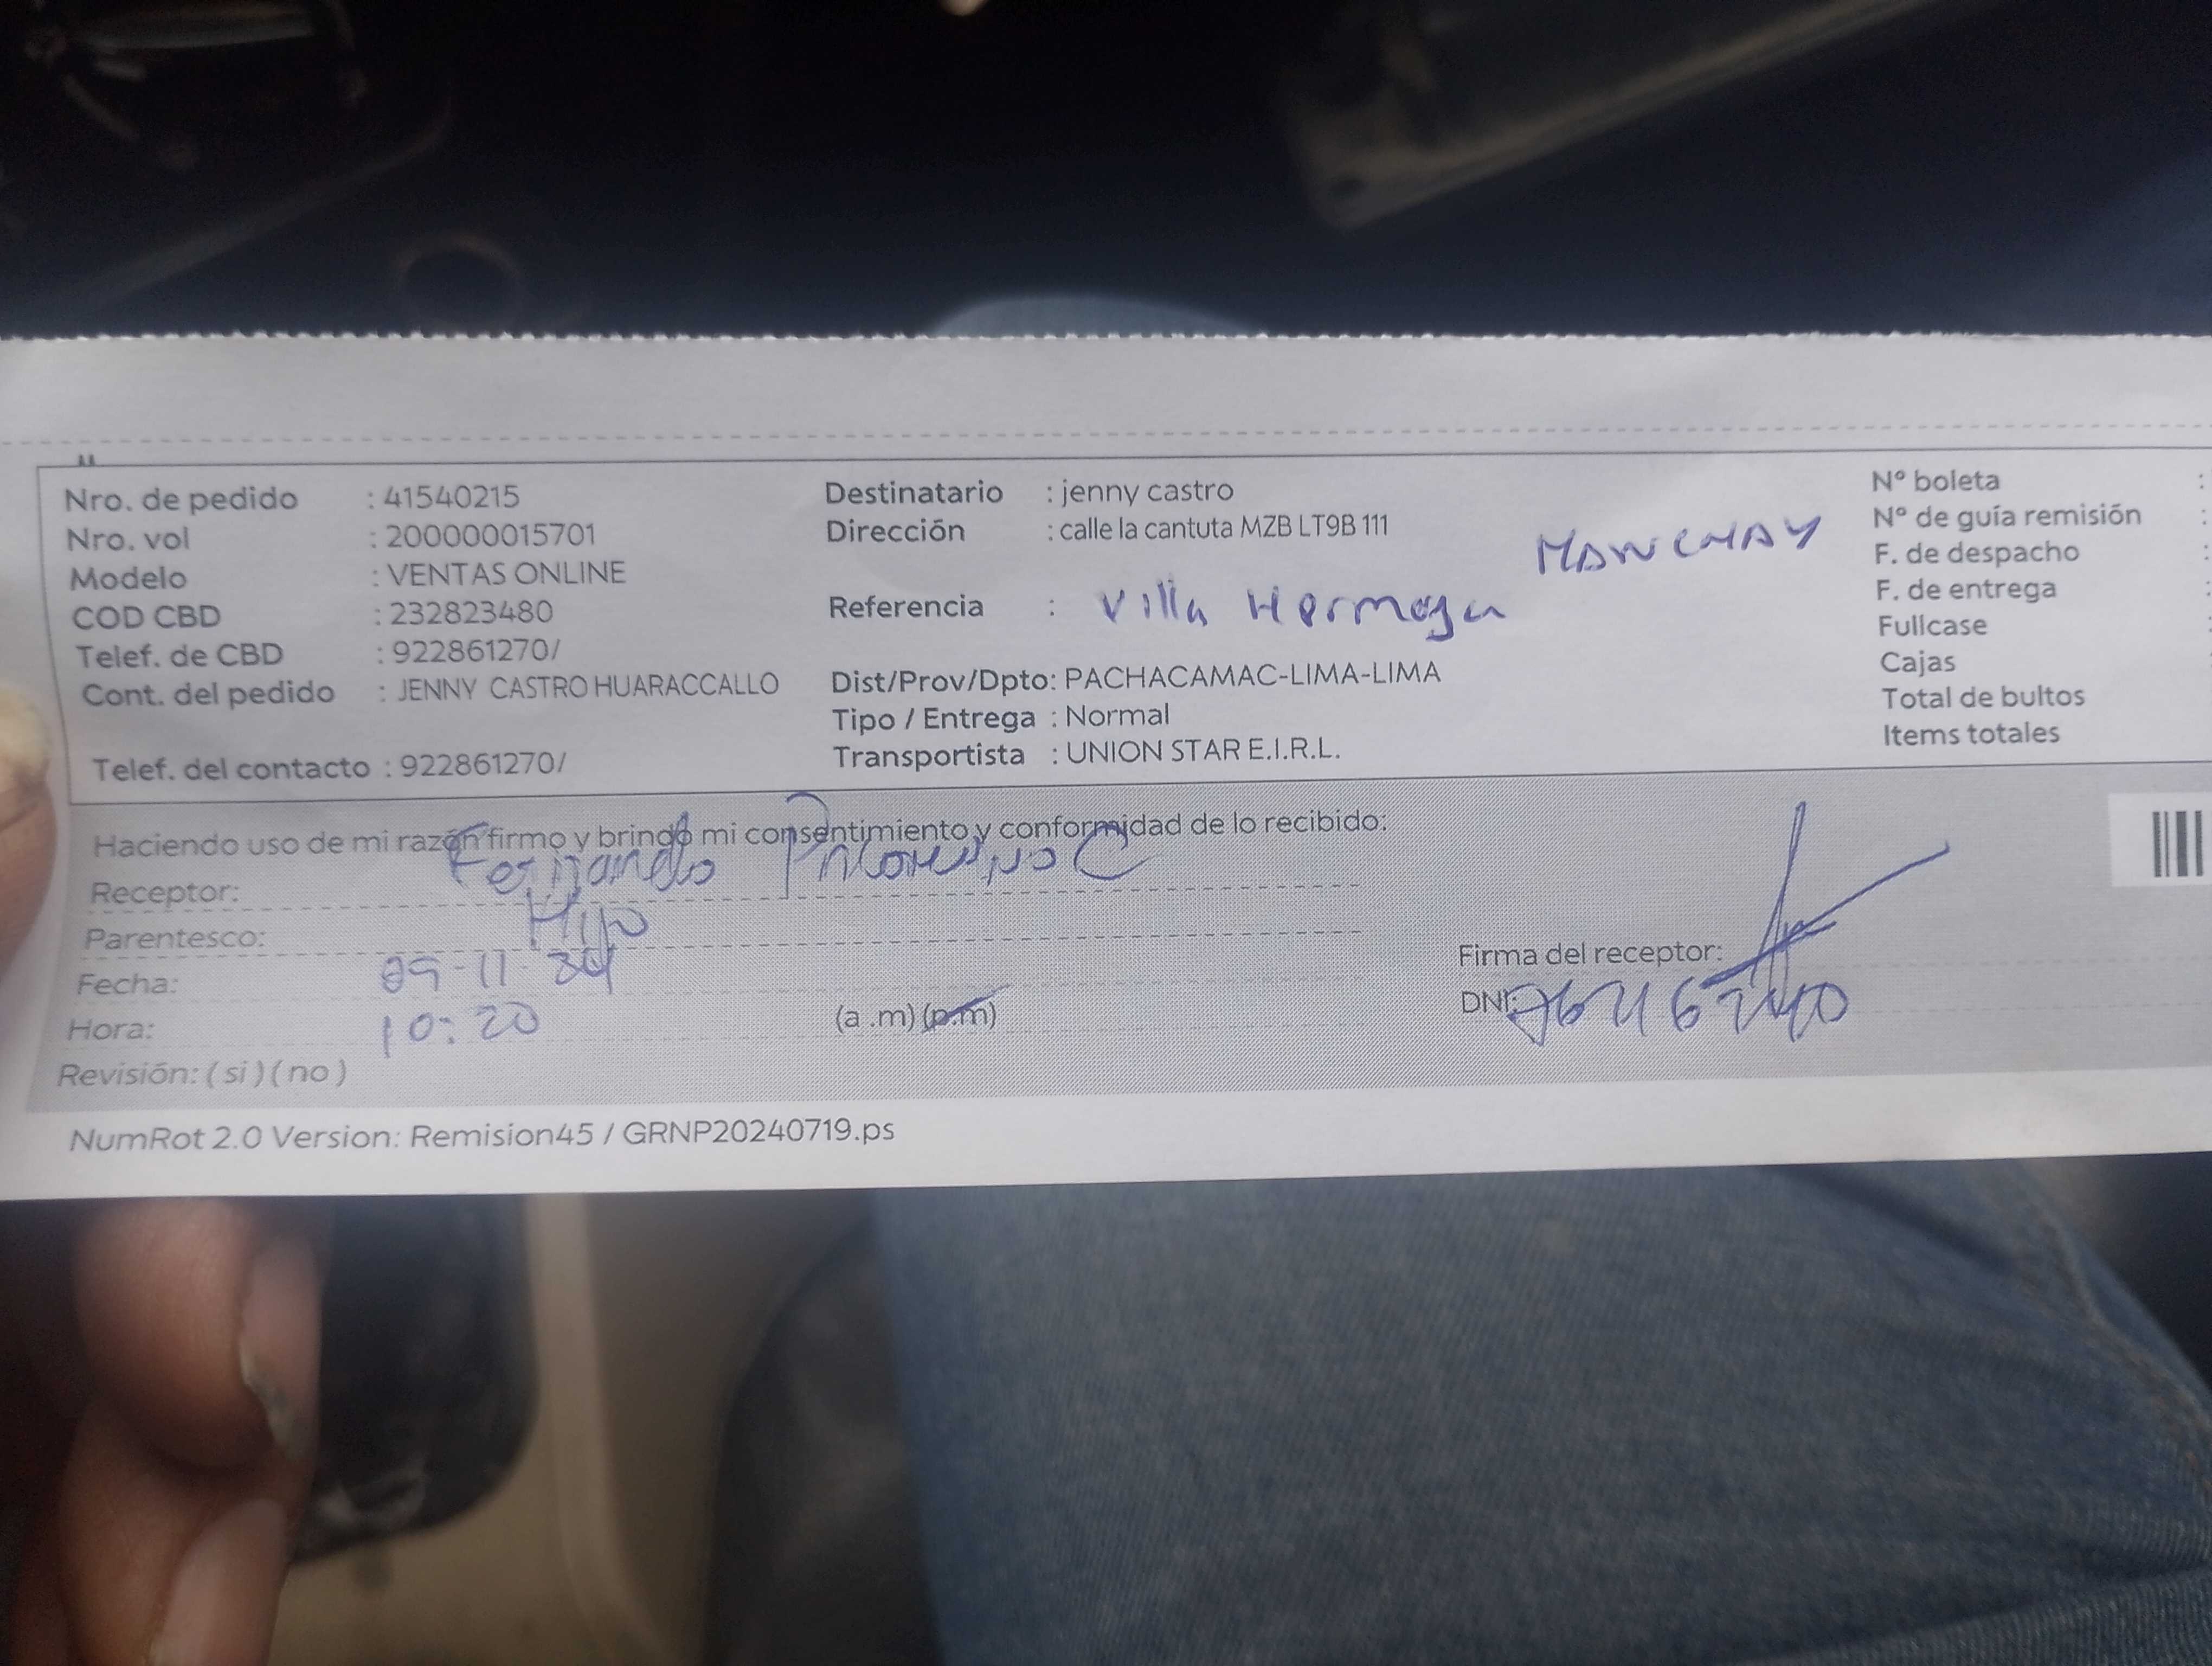 Nro. de pedido : 41540215
Nro. vol : 200000015701
Modelo : VENTAS ONLINE
COD CBD : 232823480
Telef. de CBD : 922861270/
Cont. del pedido : JENNY CASTRO HUARACCALLO
Telef. del contacto : 922861270/
Destinatario : jenny castro
Dirección : calle la cantuta MZB LT9B 111
MANCHAY
Referencia : Villa Hermosa
Dist/Prov/Dpto: PACHACAMAC-LIMA-LIMA
Tipo / Entrega : Normal
Transportista : UNION STAR E.I.R.L.
Nº boleta :
Nº de guía remisión :
F. de despacho :
F. de entrega :
Fullcase :
Cajas
Total de bultos
Items totales
Haciendo uso de mi razón firmo y brindo mi consentimiento y conformidad de lo recibido:
Receptor: Fernando
Parentesco: Hijo
Fecha: 09-11-24
Hora: 10:20 (a .m) (p.m)
Revisión: ( si ) ( no )
Firma del receptor:
DNI:
NumRot 2.0 Version: Remision45 / GRNP20240719.ps